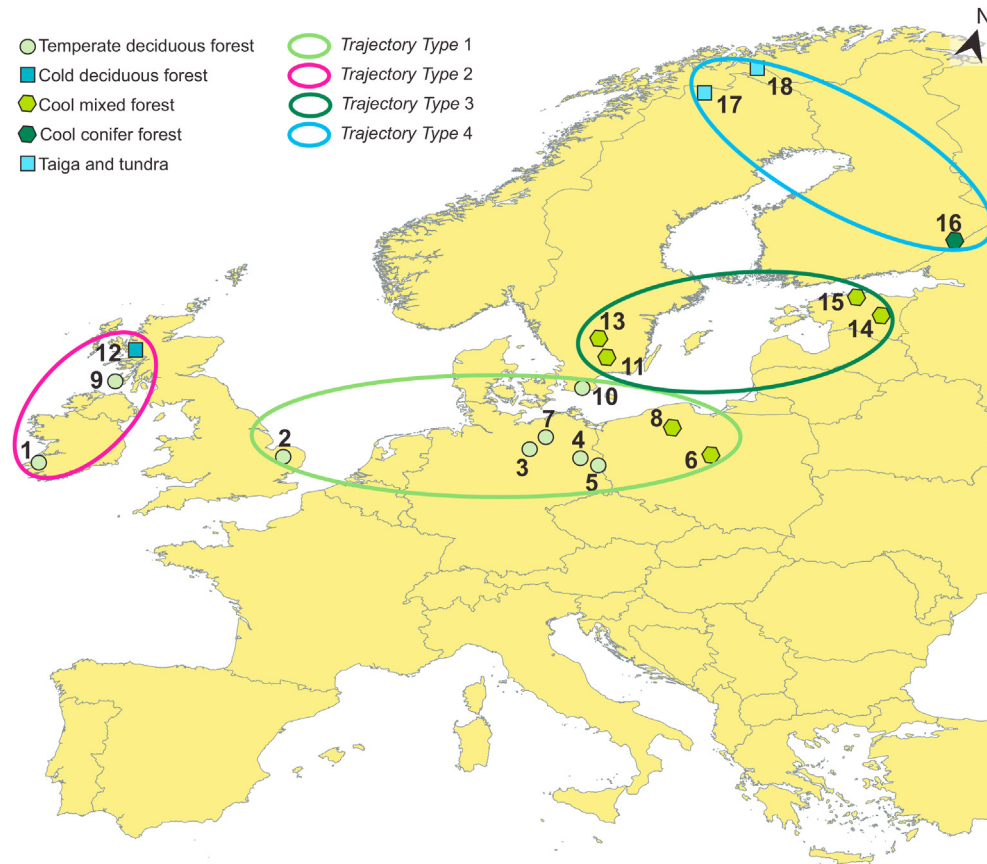 N
Temperate deciduous forest
Cold deciduous forest
Cool mixed forest
Cool conifer forest
Taiga and tundra
Trajectory Type 1
Trajectory Type 2
Trajectory Type 3
Trajectory Type 4
18
17
16
15
14
13
11
12
9
10
1
2
7
8
3
4
5
6